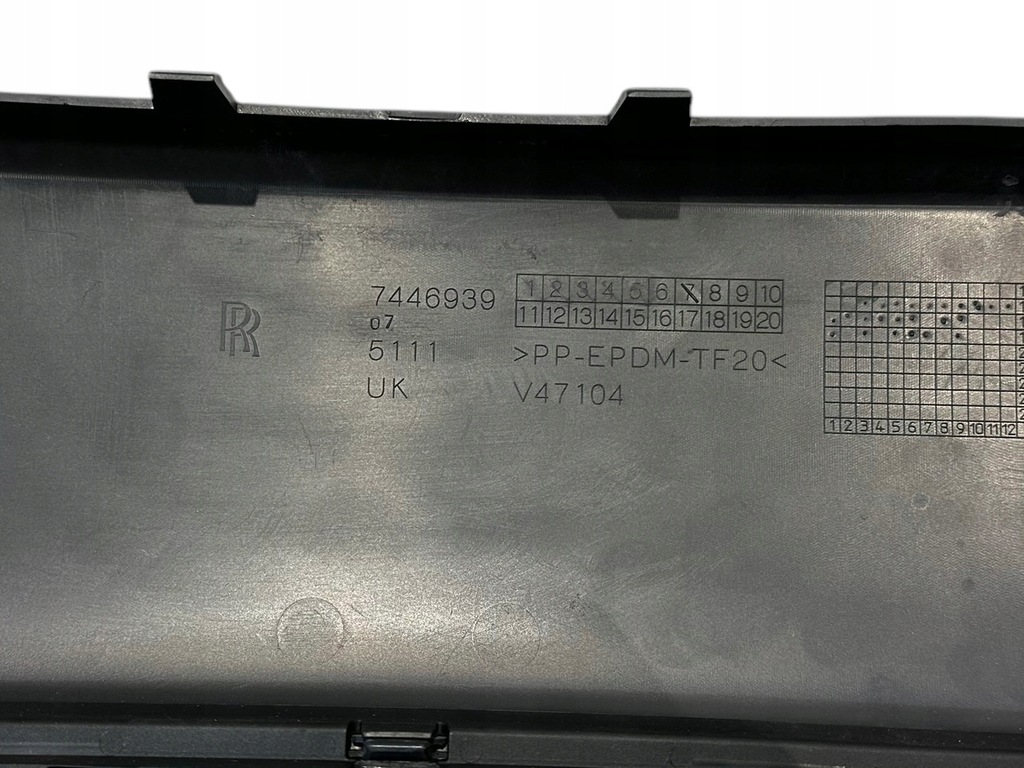 RR
7446939
07
5111
UK
1 2 3 4 5 6 7 8 9 10
11 12 13 14 15 16 17 18 19 20
>PP-EPDM-TF20<
V47104
1 2 3 4 5 6 7 8 9 10 11 12